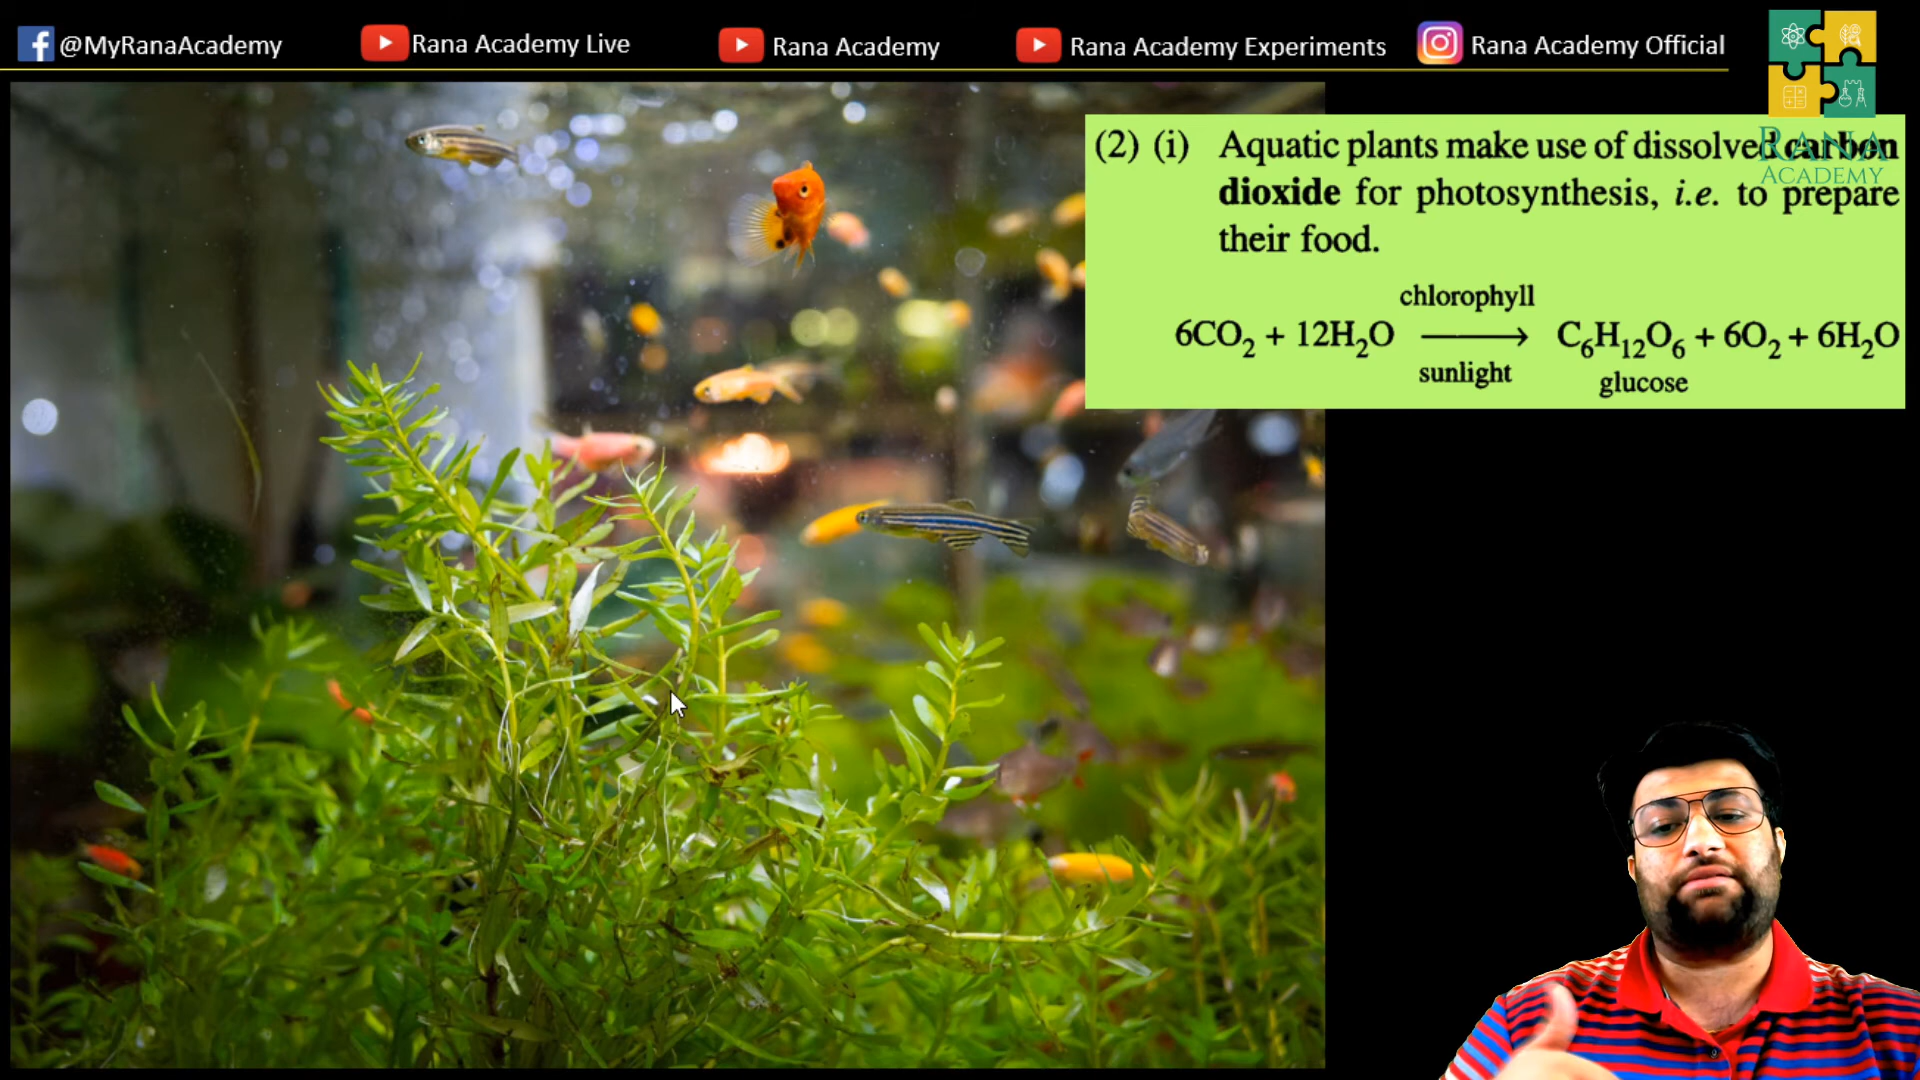 @MyRanaAcademy
Rana Academy Live
Rana Academy
Rana Academy Experiments
Rana Academy Official
RANA
ACADEMY
(2) (i) Aquatic plants make use of dissolved carbon
dioxide for photosynthesis, i.e. to prepare
their food.
chlorophyll
6CO₂ + 12H₂O ⟶ C₆H₁₂O₆ + 6O₂ + 6H₂O
sunlight glucose